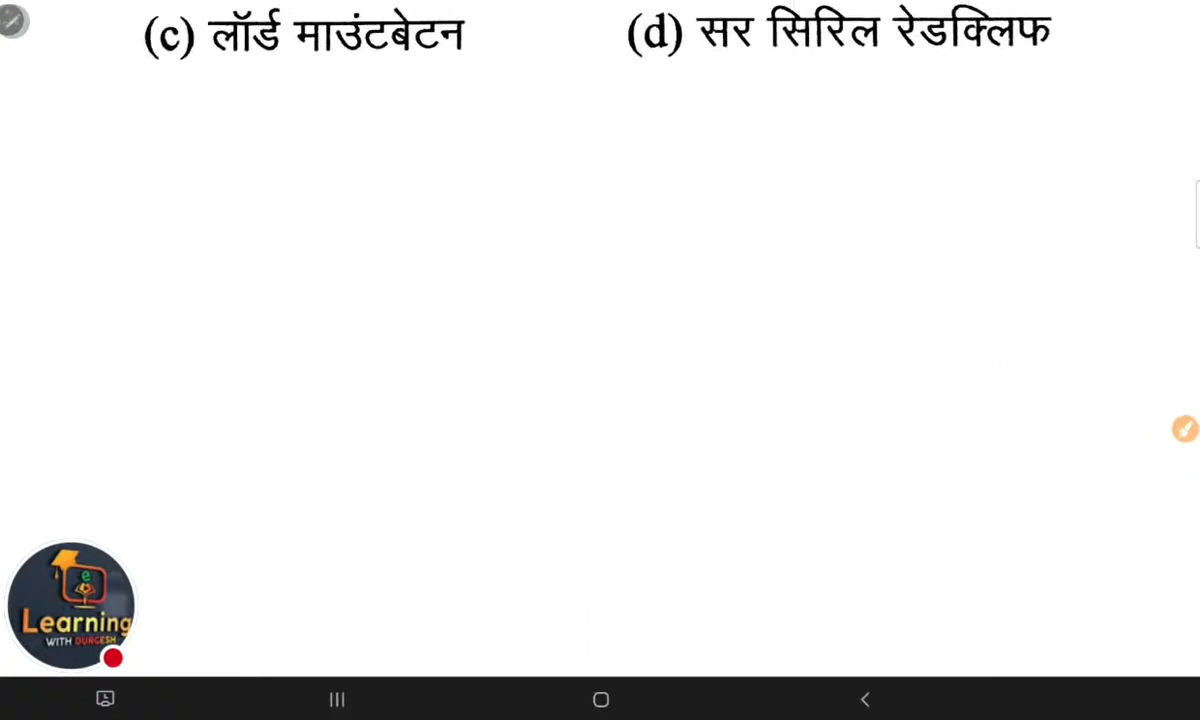 (c) लॉर्ड माउंटबेटन (d) सर सिरिल रेडक्लिफ
e
Learning
WITH DURGESH